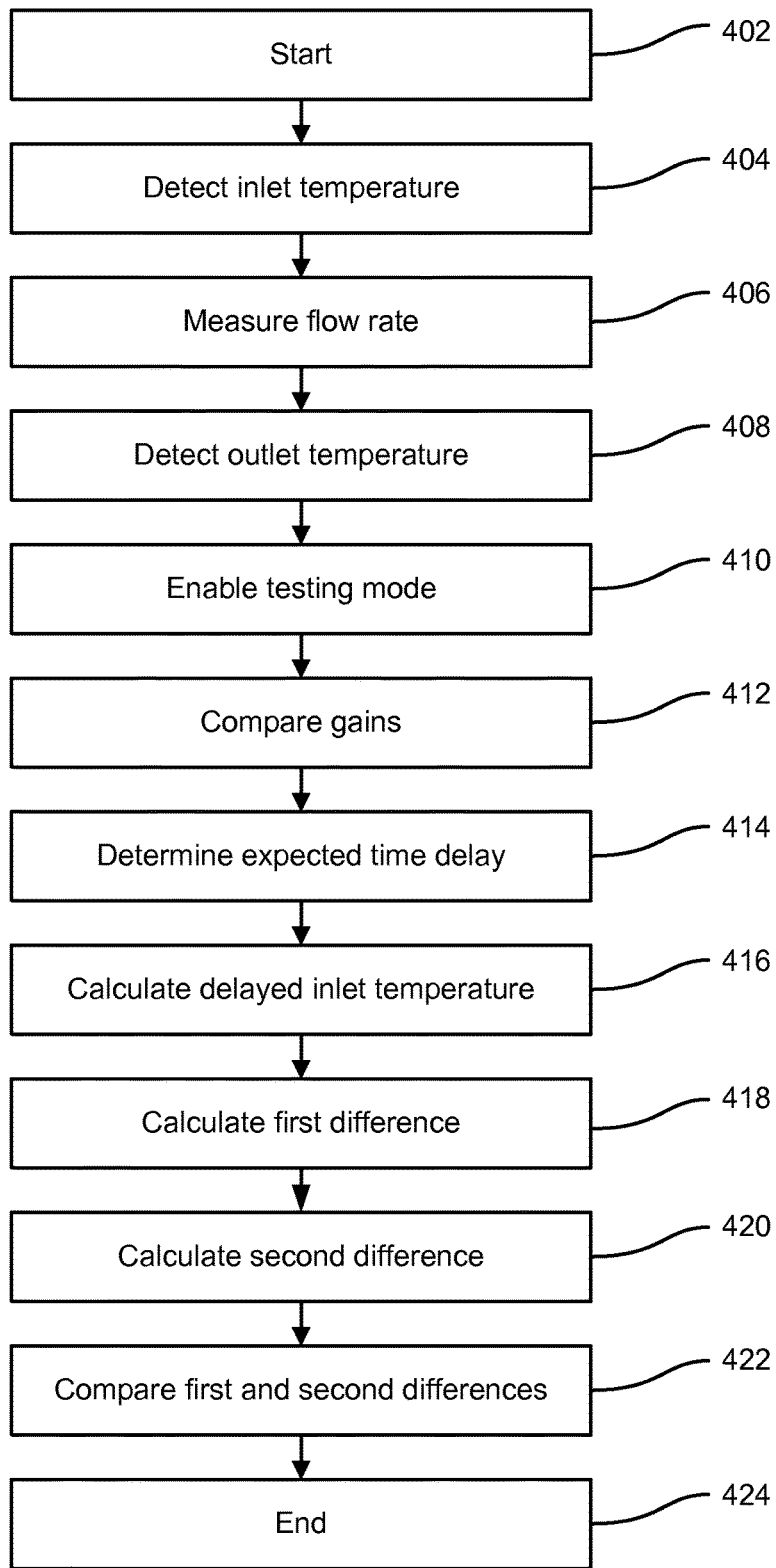 Start
402
Detect inlet temperature
404
Measure flow rate
406
Detect outlet temperature
408
Enable testing mode
410
Compare gains
412
Determine expected time delay
414
Calculate delayed inlet temperature
416
Calculate first difference
418
Calculate second difference
420
Compare first and second differences
422
End
424